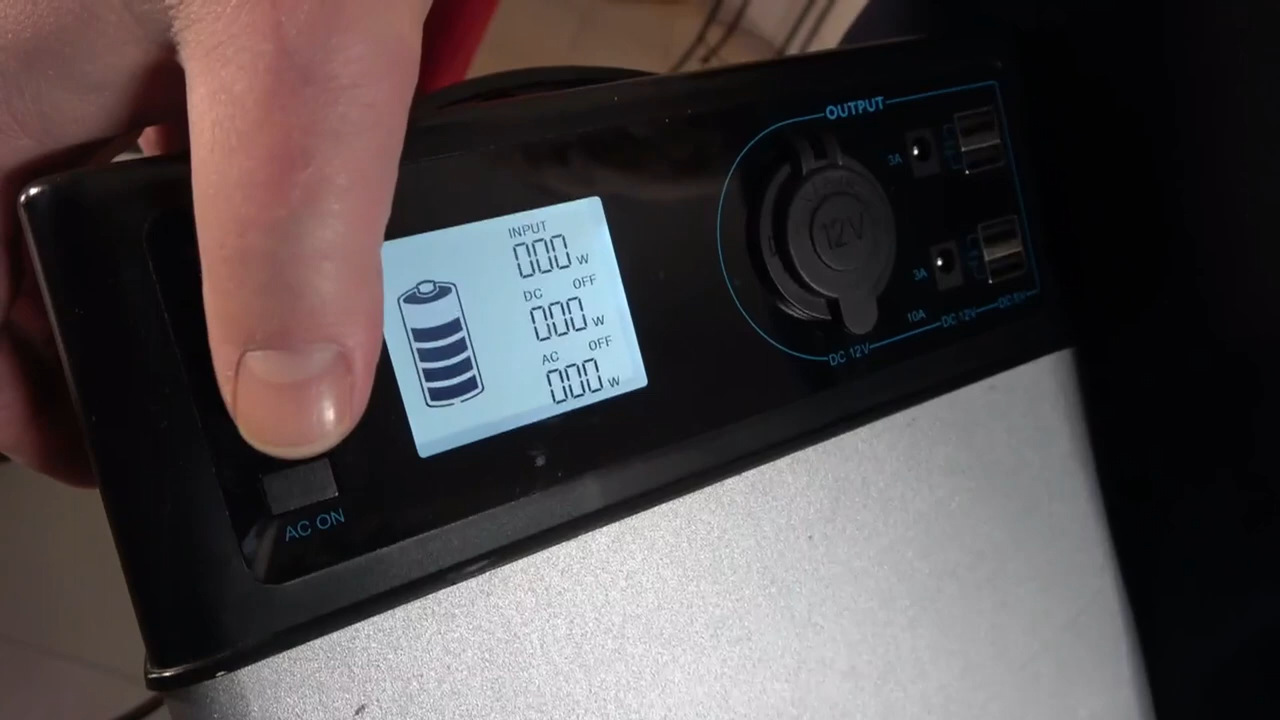 INPUT
000 W
DC OFF
000 W
AC OFF
000 W
AC ON
OUTPUT
12V
3A
3A
10A
DC 12V
DC 12V
DC 5V